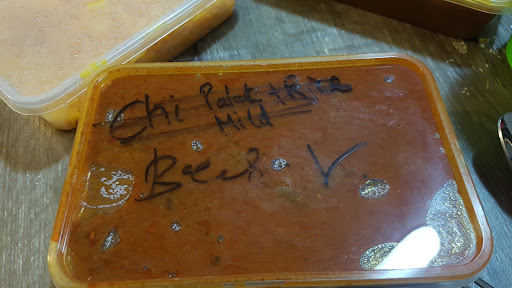 Chi Palak
Mild
Beef V